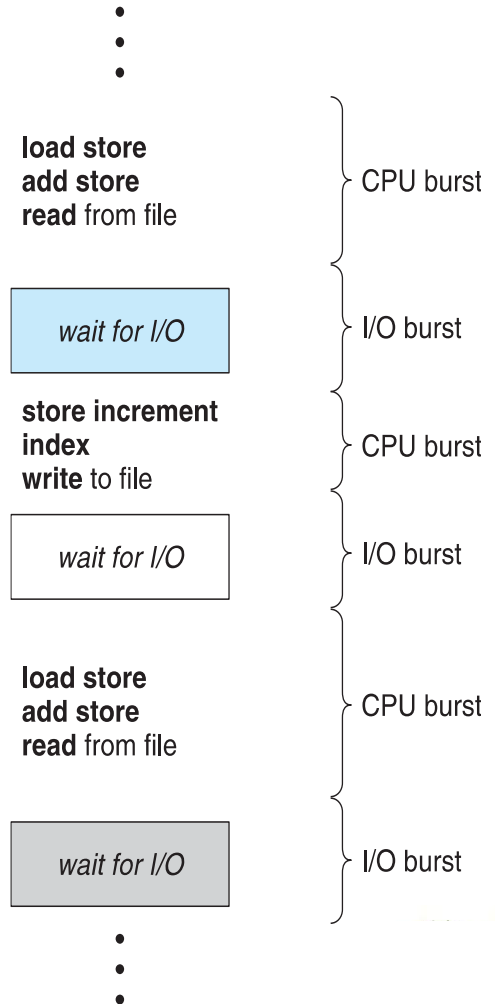 load store
add store
read from file
CPU burst
wait for I/O
I/O burst
store increment
index
write to file
CPU burst
wait for I/O
I/O burst
load store
add store
read from file
CPU burst
wait for I/O
I/O burst